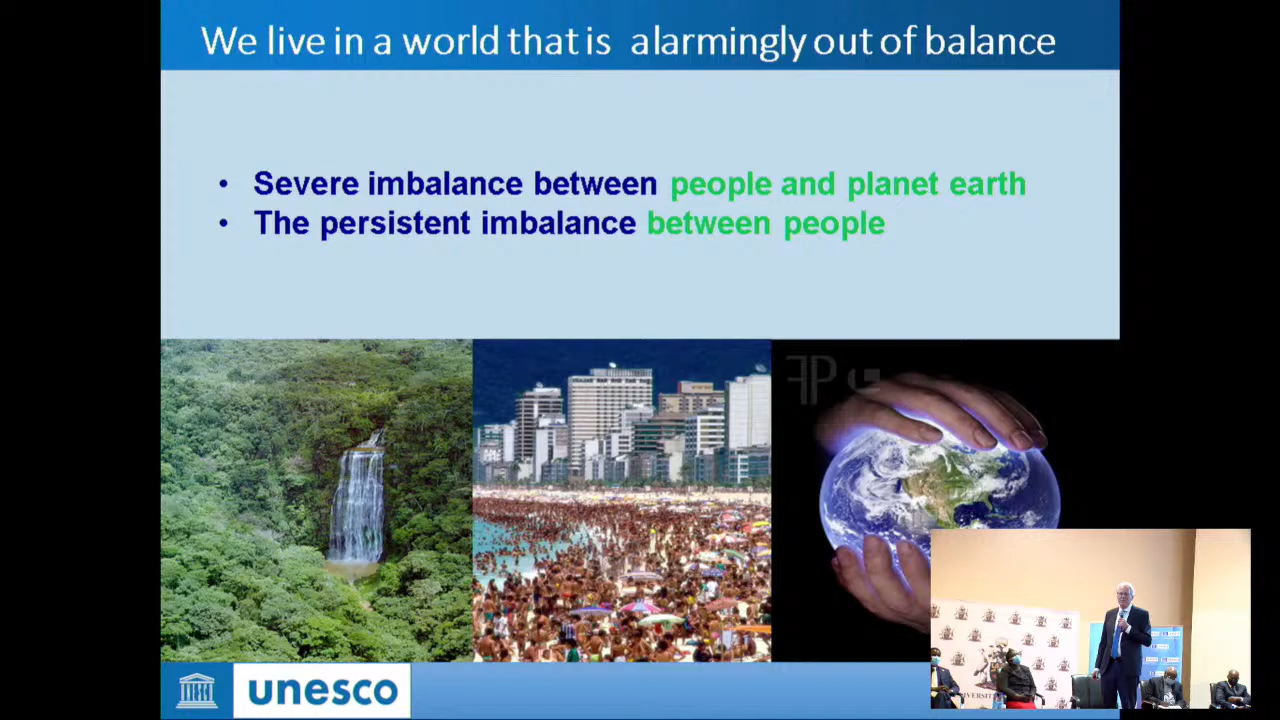 We live in a world that is alarmingly out of balance
• Severe imbalance between people and planet earth
• The persistent imbalance between people
unesco